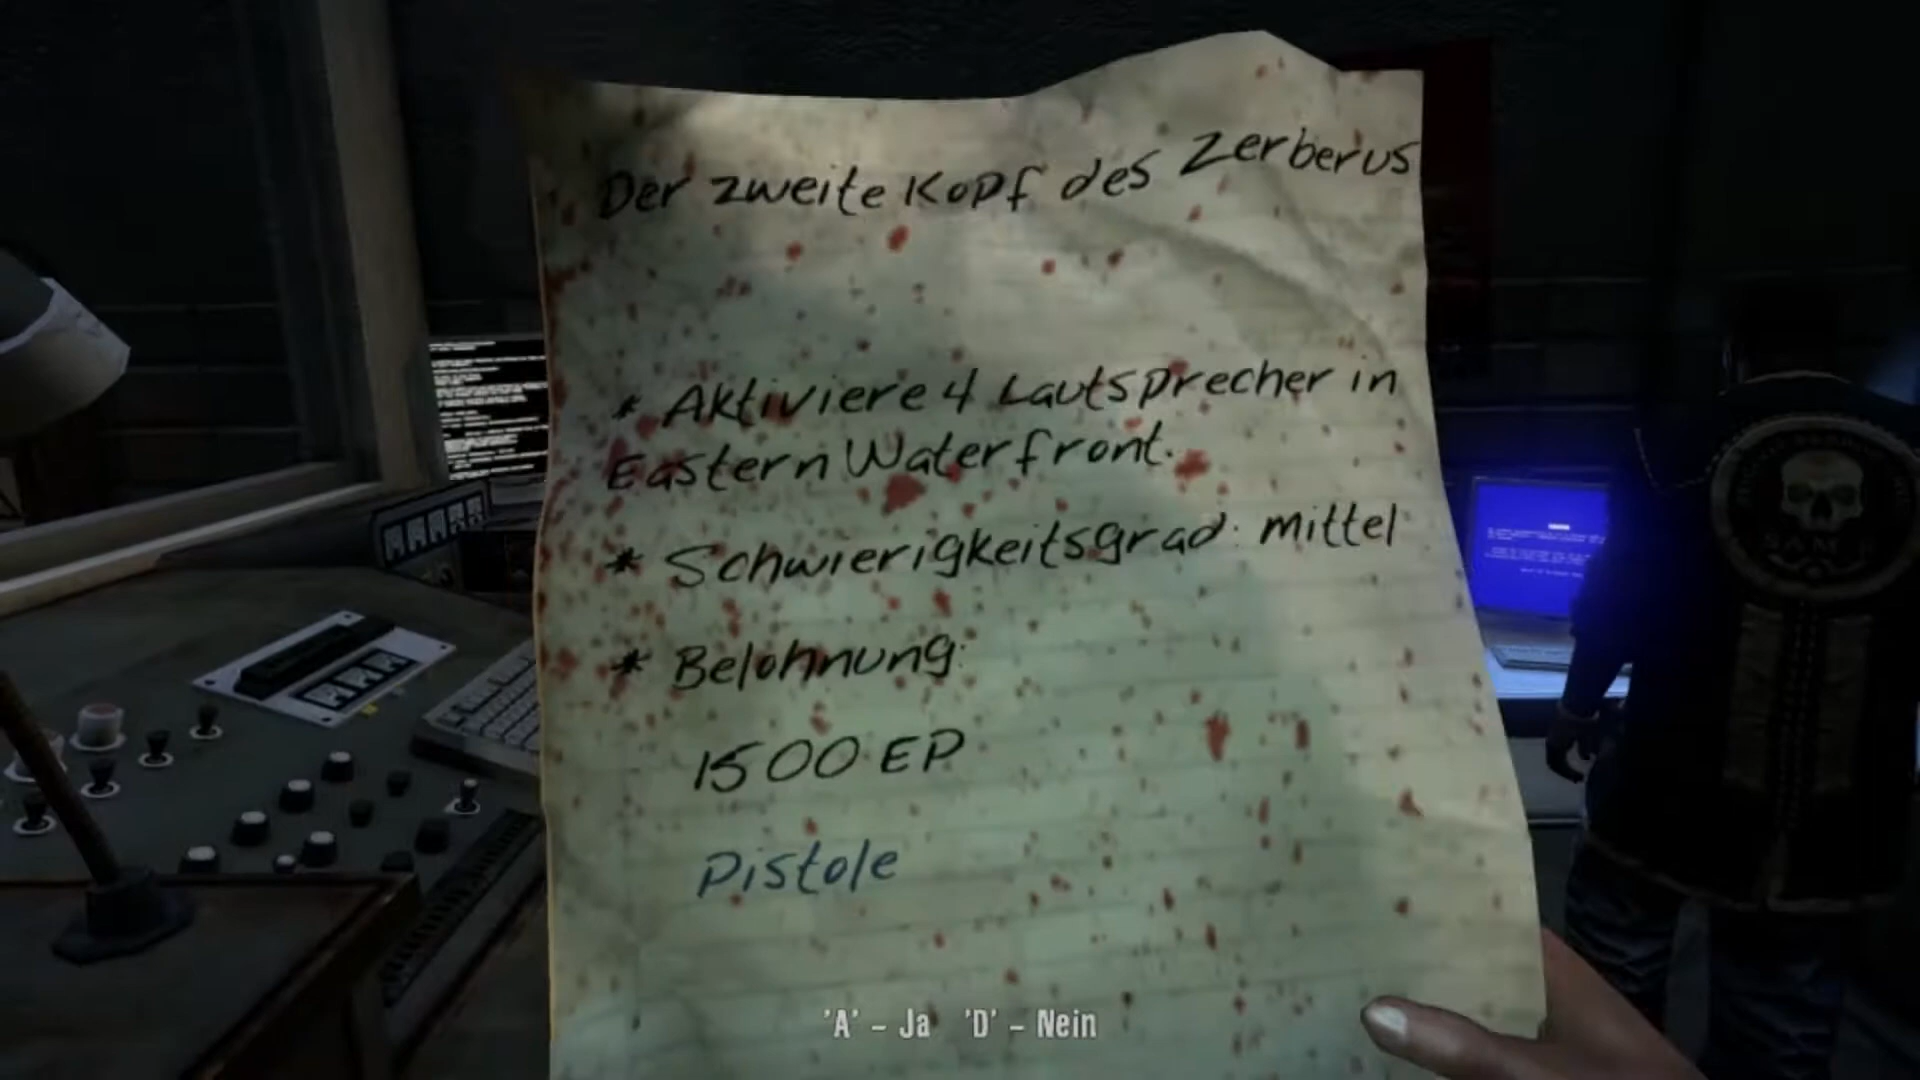 Der zweite Kopf des Zerberus
* Aktiviere 4 Lautsprecher in
Eastern Waterfront.
* Schwierigkeitsgrad: mittel
* Belohnung:
1500 EP
Pistole
'A' – Ja 'D' – Nein